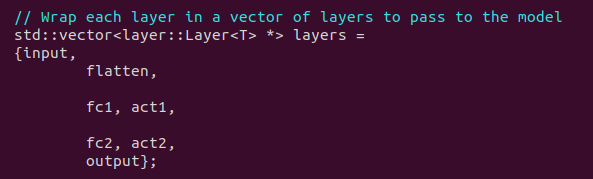 // Wrap each layer in a vector of layers to pass to the model
std::vector<layer::Layer<T> *> layers =
{input,
flatten,
fc1, act1,
fc2, act2,
output};